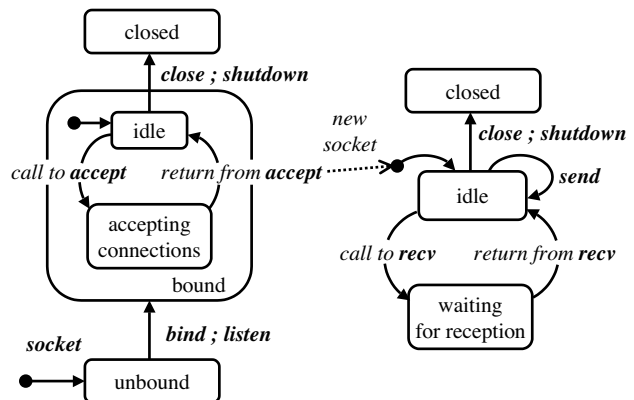 closed
close ; shutdown
idle
call to accept
return from accept
accepting
connections
bound
bind ; listen
socket
unbound
new
socket
closed
close ; shutdown
idle
send
call to recv
return from recv
waiting
for reception